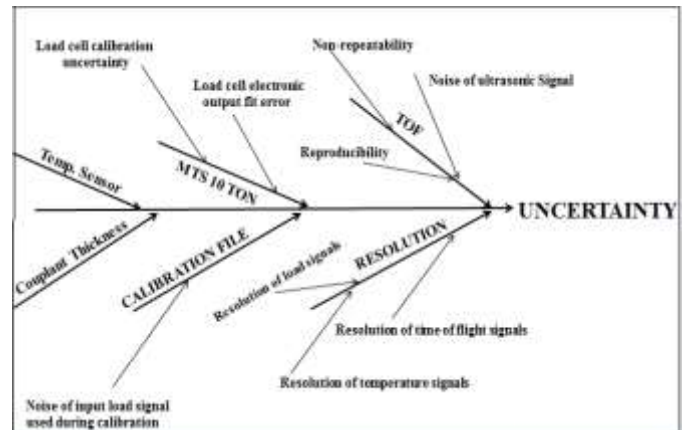 Load cell calibration
uncertainty
Non-repeatability
Load cell electronic
output fit error
Noise of ultrasonic Signal
TOF
Reproducibility
Temp. Sensor
MTS 10 TON
UNCERTAINTY
Couplant Thickness
CALIBRATION FILE
RESOLUTION
Resolution of load signals
Resolution of time of flight signals
Resolution of temperature signals
Noise of input load signal
used during calibration